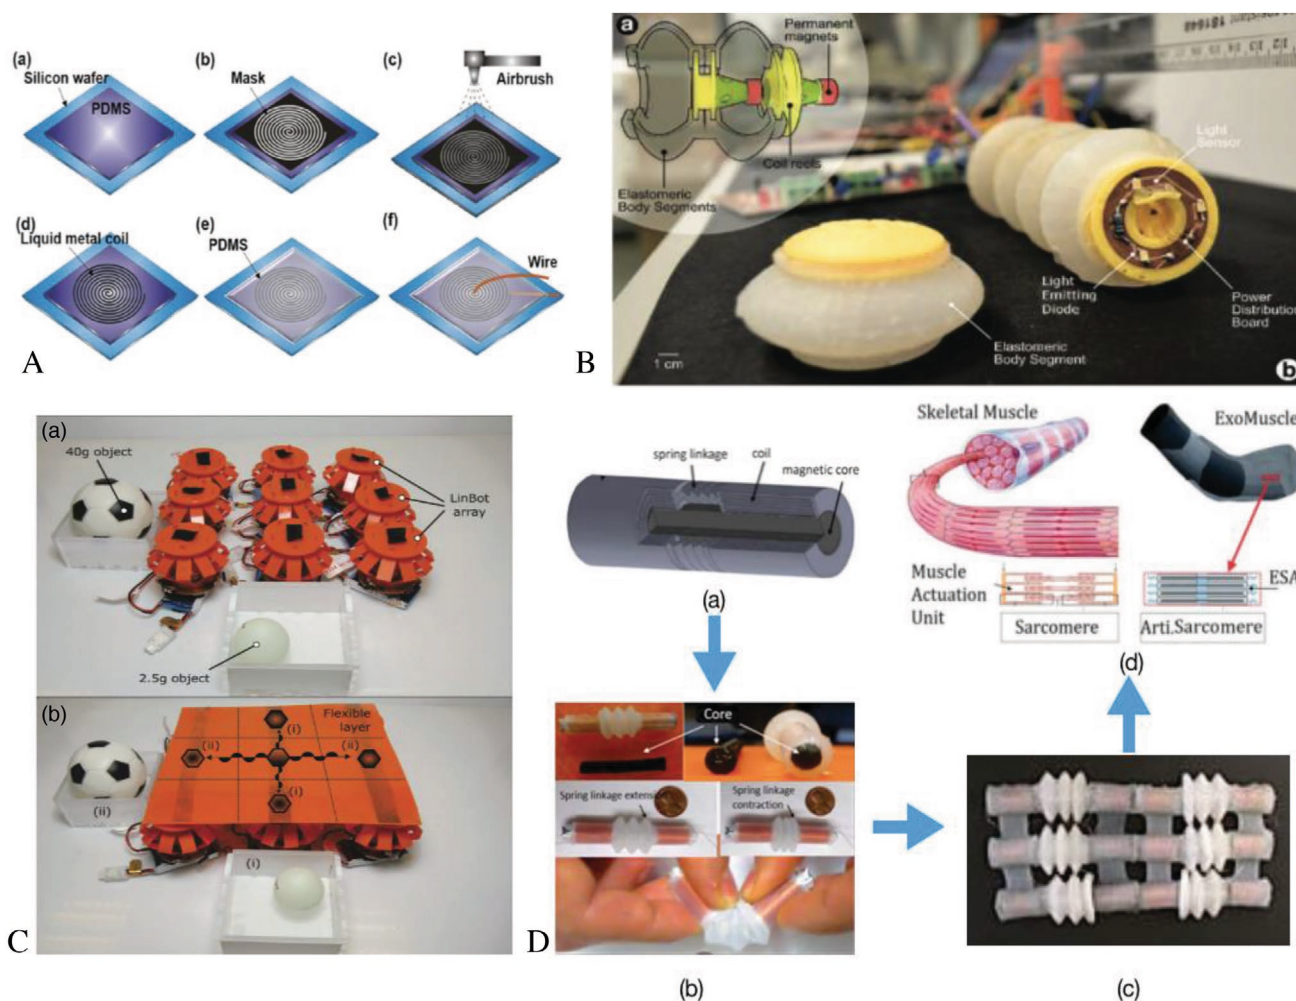 (a)
Silicon wafer
PDMS
(b)
Mask
(c)
Airbrush
(d)
Liquid metal coil
(e)
PDMS
(f)
Wire
A
a
Permanent
magnets
Coil reels
Elastomeric
Body Segments
Light
Sensor
Light
Emitting
Diode
Power
Distribution
Board
Elastomeric
Body Segment
1 cm
b
B
(a)
40g object
LinBot
array
2.5g object
(b)
Flexible
layer
(i)
(ii)
(ii)
(i)
(ii)
(i)
C
spring linkage
coil
magnetic core
(a)
Core
Spring linkage extension
Spring linkage
contraction
(b)
D
(c)
Skeletal Muscle
ExoMuscle
Muscle
Actuation
Unit
ESA
Sarcomere
Arti.Sarcomere
(d)